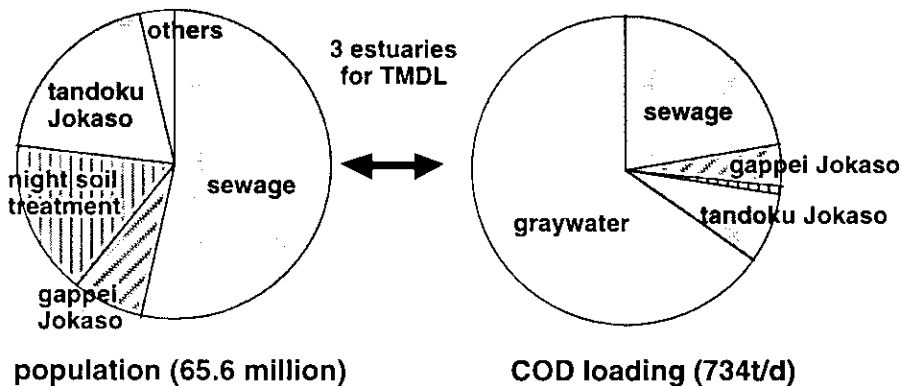 others
tandoku
Jokaso
night soil
treatment
gappei
Jokaso
sewage
population (65.6 million)
3 estuaries
for TMDL
sewage
gappei Jokaso
tandoku Jokaso
graywater
COD loading (734t/d)